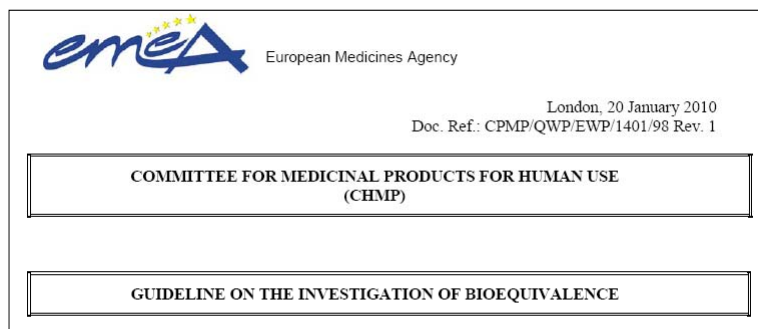 emea
European Medicines Agency
London, 20 January 2010
Doc. Ref.: CPMP/QWP/EWP/1401/98 Rev. 1
COMMITTEE FOR MEDICINAL PRODUCTS FOR HUMAN USE
(CHMP)
GUIDELINE ON THE INVESTIGATION OF BIOEQUIVALENCE